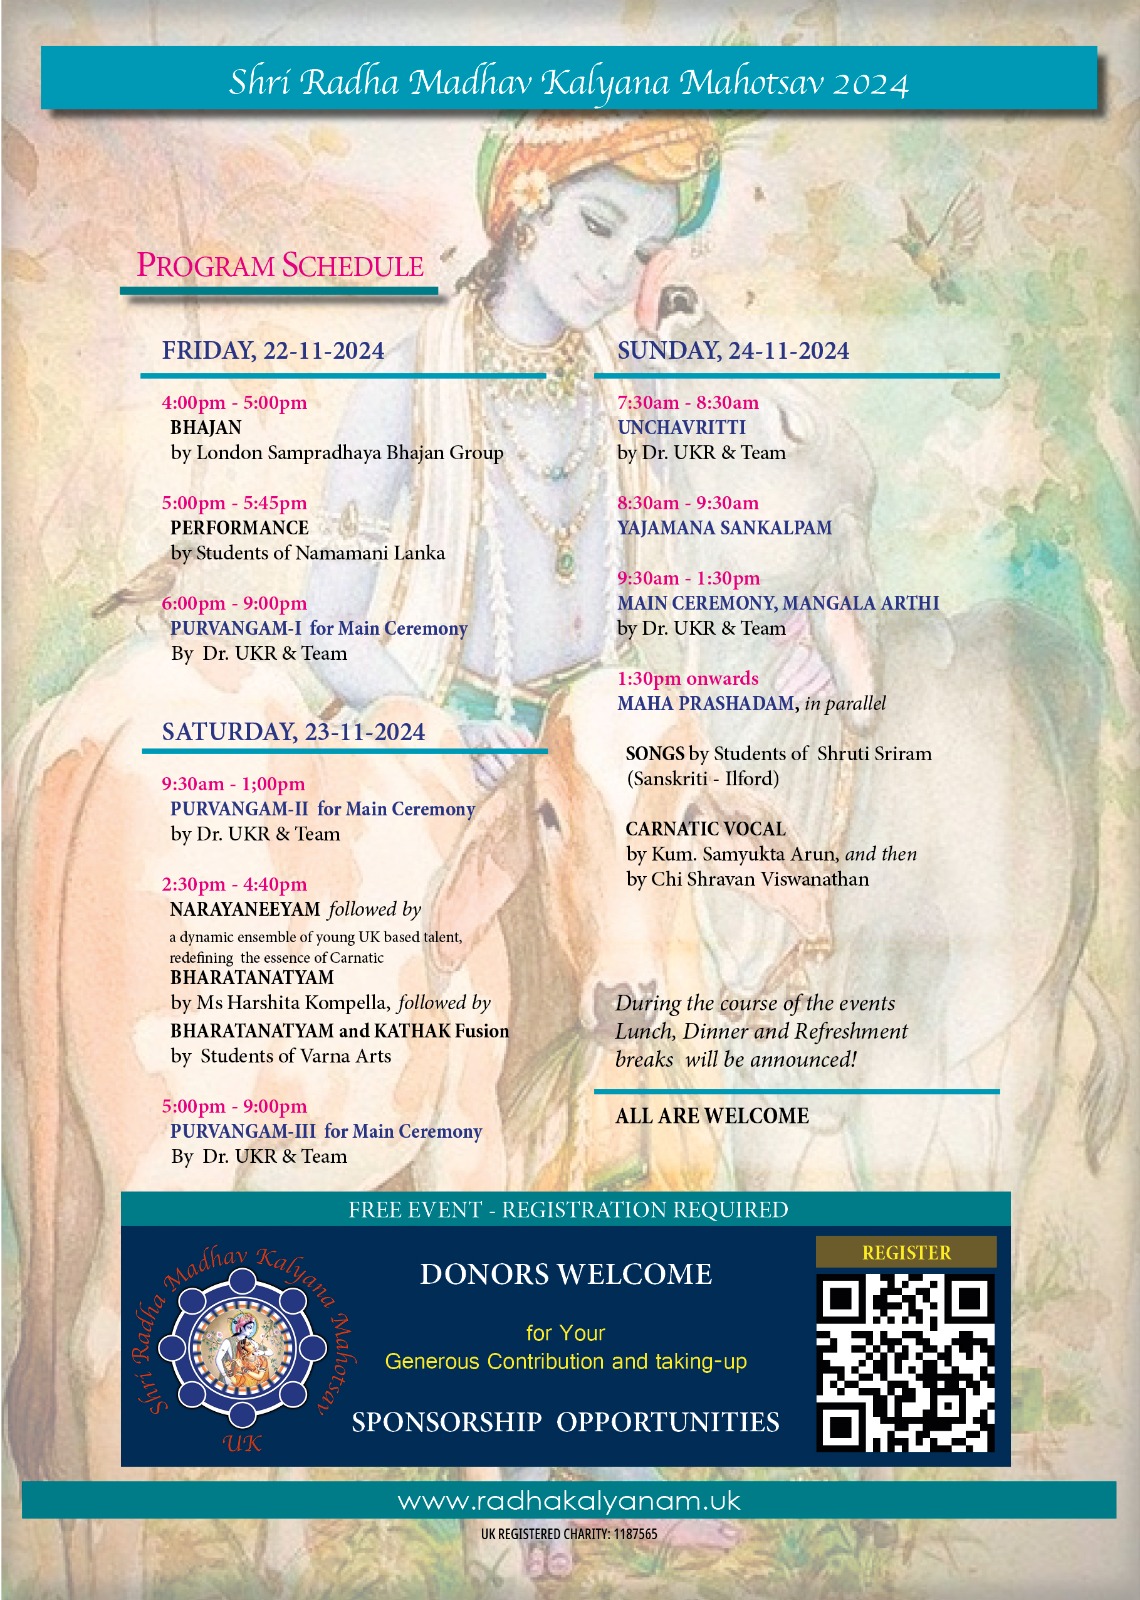 Shri Radha Madhav Kalyana Mahotsav 2024
PROGRAM SCHEDULE
FRIDAY, 22-11-2024
4:00pm - 5:00pm
BHAJAN
by London Sampradhaya Bhajan Group
5:00pm - 5:45pm
PERFORMANCE
by Students of Namamani Lanka
6:00pm - 9:00pm
PURVANGAM-I for Main Ceremony
By Dr. UKR & Team
SATURDAY, 23-11-2024
9:30am - 1;00pm
PURVANGAM-II for Main Ceremony
by Dr. UKR & Team
2:30pm - 4:40pm
NARAYANEEYAM followed by
a dynamic ensemble of young UK based talent,
redefining the essence of Carnatic
BHARATANATYAM
by Ms Harshita Kompella, followed by
BHARATANATYAM and KATHAK Fusion
by Students of Varna Arts
5:00pm - 9:00pm
PURVANGAM-III for Main Ceremony
By Dr. UKR & Team
SUNDAY, 24-11-2024
7:30am - 8:30am
UNCHAVRITTI
by Dr. UKR & Team
8:30am - 9:30am
YAJAMANA SANKALPAM
9:30am - 1:30pm
MAIN CEREMONY, MANGALA ARTHI
by Dr. UKR & Team
1:30pm onwards
MAHA PRASHADAM, in parallel
SONGS by Students of Shruti Sriram
(Sanskriti - Ilford)
CARNATIC VOCAL
by Kum. Samyukta Arun, and then
by Chi Shravan Viswanathan
During the course of the events
Lunch, Dinner and Refreshment
breaks will be announced!
ALL ARE WELCOME
FREE EVENT - REGISTRATION REQUIRED
Shri Radha Madhav Kalyana Mahotsav
UK
DONORS WELCOME
for Your
Generous Contribution and taking-up
SPONSORSHIP OPPORTUNITIES
REGISTER
www.radhakalyanam.uk
UK REGISTERED CHARITY: 1187565